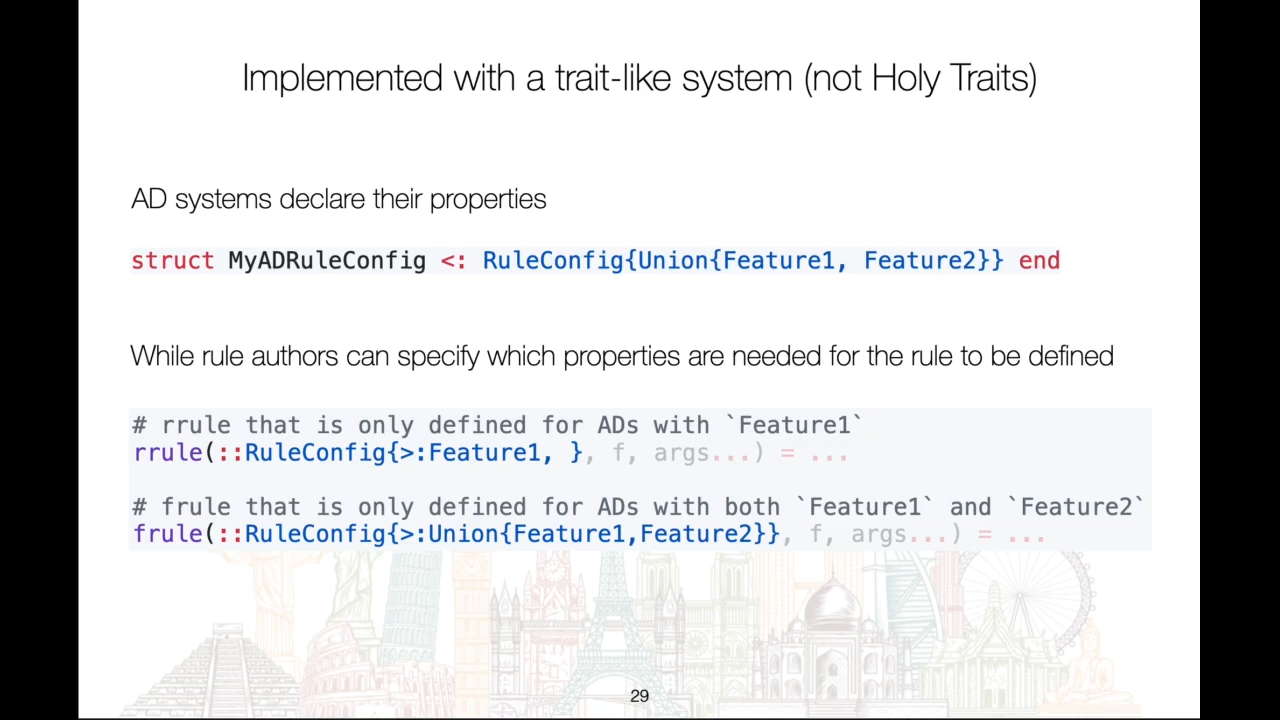 Implemented with a trait-like system (not Holy Traits)
AD systems declare their properties
struct MyADRuleConfig <: RuleConfig{Union{Feature1, Feature2}} end
While rule authors can specify which properties are needed for the rule to be defined
# rrule that is only defined for ADs with `Feature1`
rrule(::RuleConfig{>:Feature1, }, f, args...) = ...
# frule that is only defined for ADs with both `Feature1` and `Feature2`
frule(::RuleConfig{>:Union{Feature1,Feature2}}, f, args...) = ...
29